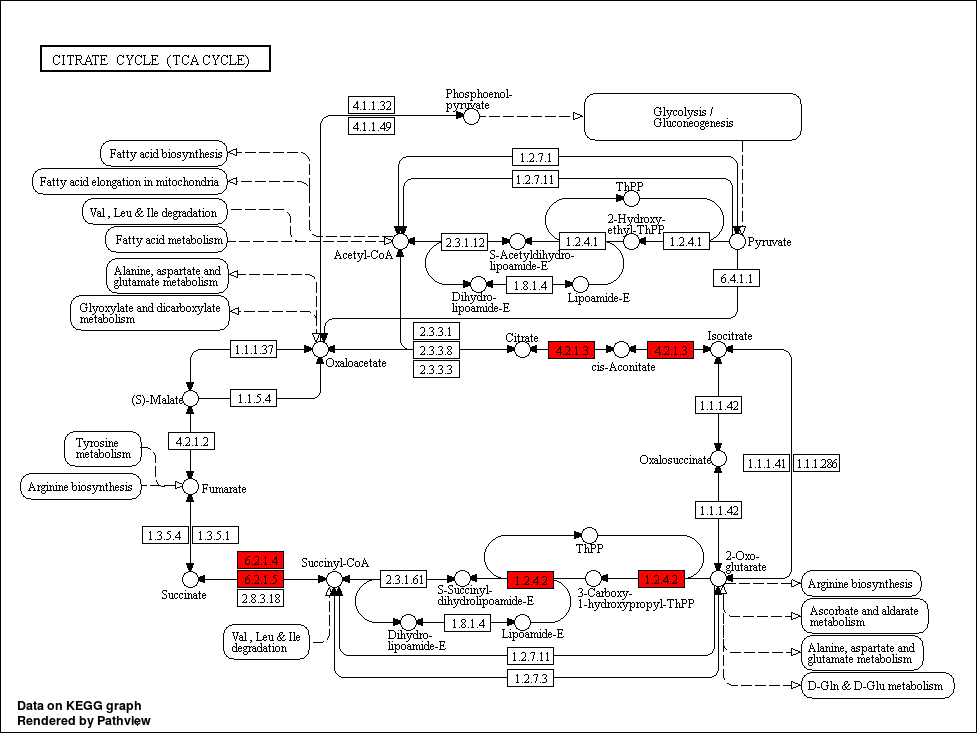 CITRATE CYCLE (TCA CYCLE)
Phosphoenol-
pyruvate
4.1.1.32
4.1.1.49
Glycolysis /
Gluconeogenesis
Fatty acid biosynthesis
Fatty acid elongation in mitochondria
Val , Leu & Ile degradation
Fatty acid metabolism
Alanine, aspartate and
glutamate metabolism
Glyoxylate and dicarboxylate
metabolism
1.2.7.1
1.2.7.11
ThPP
2-Hydroxy-
ethyl-ThPP
Acetyl-CoA
2.3.1.12
S-Acetyldihydro-
lipoamide-E
1.2.4.1
1.2.4.1
Pyruvate
1.8.1.4
Dihydro-
lipoamide-E
Lipoamide-E
6.4.1.1
2.3.3.1
2.3.3.8
2.3.3.3
Citrate
4.2.1.3
cis-Aconitate
4.2.1.3
Isocitrate
1.1.1.37
Oxaloacetate
(S)-Malate
1.1.5.4
1.1.1.42
4.2.1.2
Tyrosine
metabolism
Arginine biosynthesis
Fumarate
Oxalosuccinate
1.1.1.41
1.1.1.286
1.1.1.42
1.3.5.4
1.3.5.1
ThPP
6.2.1.4
6.2.1.5
2.8.3.18
Succinate
Succinyl-CoA
2.3.1.61
S-Succinyl-
dihydrolipoamide-E
1.2.4.2
3-Carboxy-
1-hydroxypropyl-ThPP
1.2.4.2
2-Oxo-
glutarate
1.8.1.4
Dihydro-
lipoamide-E
Lipoamide-E
Val , Leu & Ile
degradation
1.2.7.11
1.2.7.3
Arginine biosynthesis
Ascorbate and aldarate
metabolism
Alanine, aspartate and
glutamate metabolism
D-Gln & D-Glu metabolism
Data on KEGG graph
Rendered by Pathview